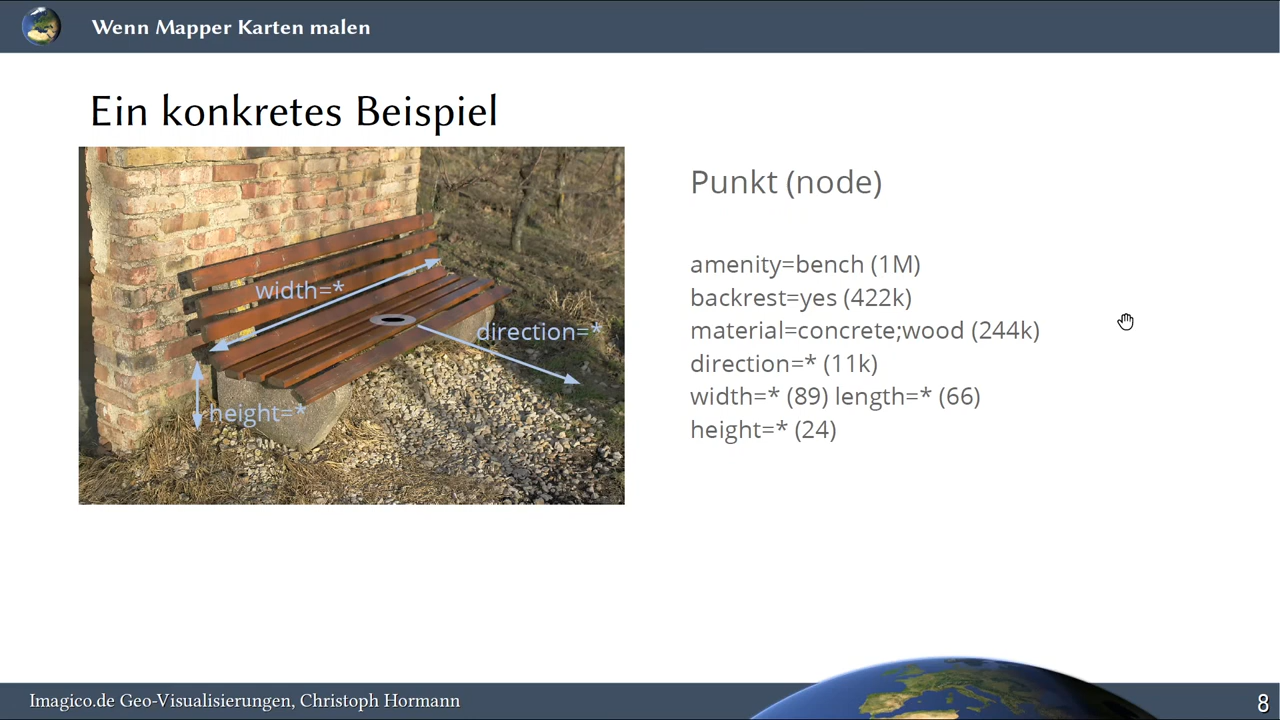 Wenn Mapper Karten malen
Ein konkretes Beispiel
width=*
direction=*
height=*
Punkt (node)
amenity=bench (1M)
backrest=yes (422k)
material=concrete;wood (244k)
direction=* (11k)
width=* (89) length=* (66)
height=* (24)
Imagico.de Geo-Visualisierungen, Christoph Hormann
8